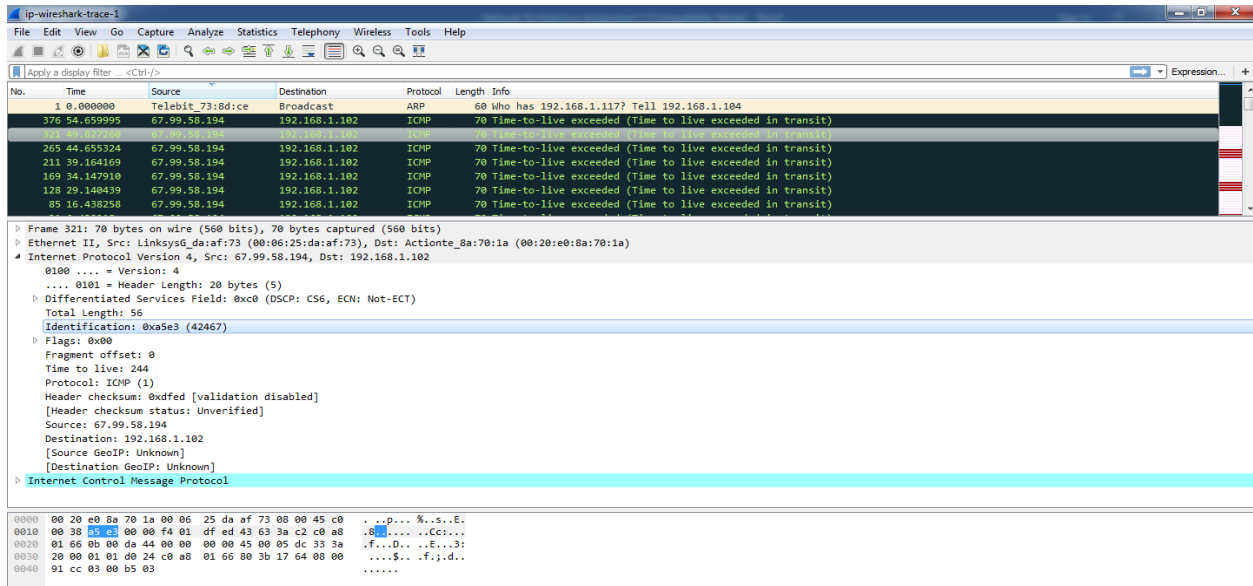 ip-wireshark-trace-1
File Edit View Go Capture Analyze Statistics Telephony Wireless Tools Help
Apply a display filter ... <Ctrl-/> Expression... +
No. Time Source Destination Protocol Length Info
1 0.000000 Telebit_73:8d:ce Broadcast ARP 60 Who has 192.168.1.117? Tell 192.168.1.104
376 54.659995 67.99.58.194 192.168.1.102 ICMP 70 Time-to-live exceeded (Time to live exceeded in transit)
321 49.827260 67.99.58.194 192.168.1.102 ICMP 70 Time-to-live exceeded (Time to live exceeded in transit)
265 44.655324 67.99.58.194 192.168.1.102 ICMP 70 Time-to-live exceeded (Time to live exceeded in transit)
211 39.164169 67.99.58.194 192.168.1.102 ICMP 70 Time-to-live exceeded (Time to live exceeded in transit)
169 34.147910 67.99.58.194 192.168.1.102 ICMP 70 Time-to-live exceeded (Time to live exceeded in transit)
128 29.140439 67.99.58.194 192.168.1.102 ICMP 70 Time-to-live exceeded (Time to live exceeded in transit)
85 16.438258 67.99.58.194 192.168.1.102 ICMP 70 Time-to-live exceeded (Time to live exceeded in transit)
Frame 321: 70 bytes on wire (560 bits), 70 bytes captured (560 bits)
Ethernet II, Src: LinksysG_da:af:73 (00:06:25:da:af:73), Dst: Actionte_8a:70:1a (00:20:e0:8a:70:1a)
Internet Protocol Version 4, Src: 67.99.58.194, Dst: 192.168.1.102
0100 .... = Version: 4
.... 0101 = Header Length: 20 bytes (5)
Differentiated Services Field: 0xc0 (DSCP: CS6, ECN: Not-ECT)
Total Length: 56
Identification: 0xa5e3 (42467)
Flags: 0x00
Fragment offset: 0
Time to live: 244
Protocol: ICMP (1)
Header checksum: 0xdfed [validation disabled]
[Header checksum status: Unverified]
Source: 67.99.58.194
Destination: 192.168.1.102
[Source GeoIP: Unknown]
[Destination GeoIP: Unknown]
Internet Control Message Protocol
0000 00 20 e0 8a 70 1a 00 06 25 da af 73 08 00 45 c0 . ..p... %..s..E.
0010 00 38 a5 e3 00 00 f4 01 df ed 43 63 3a c2 c0 a8 .8...... ..Cc:...
0020 01 66 0b 00 da 44 00 00 00 00 45 00 05 dc 33 3a .f...D.. ..E...3:
0030 20 00 01 01 d0 24 c0 a8 01 66 80 3b 17 64 08 00  ....$.. .f.;.d..
0040 91 cc 03 00 b5 03 ......